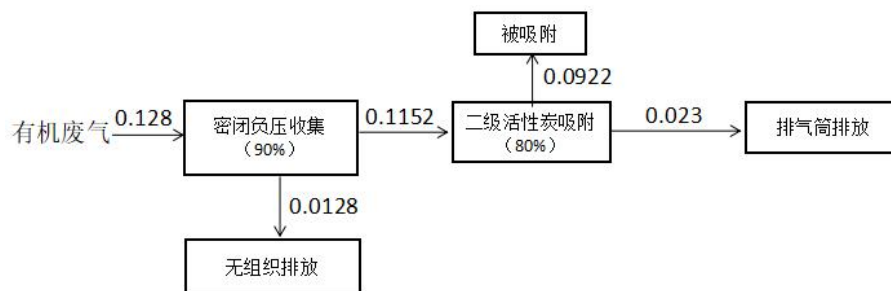 被吸附
0.0922
有机废气
0.128
密闭负压收集
（90%）
0.1152
二级活性炭吸附
（80%）
0.023
排气筒排放
0.0128
无组织排放